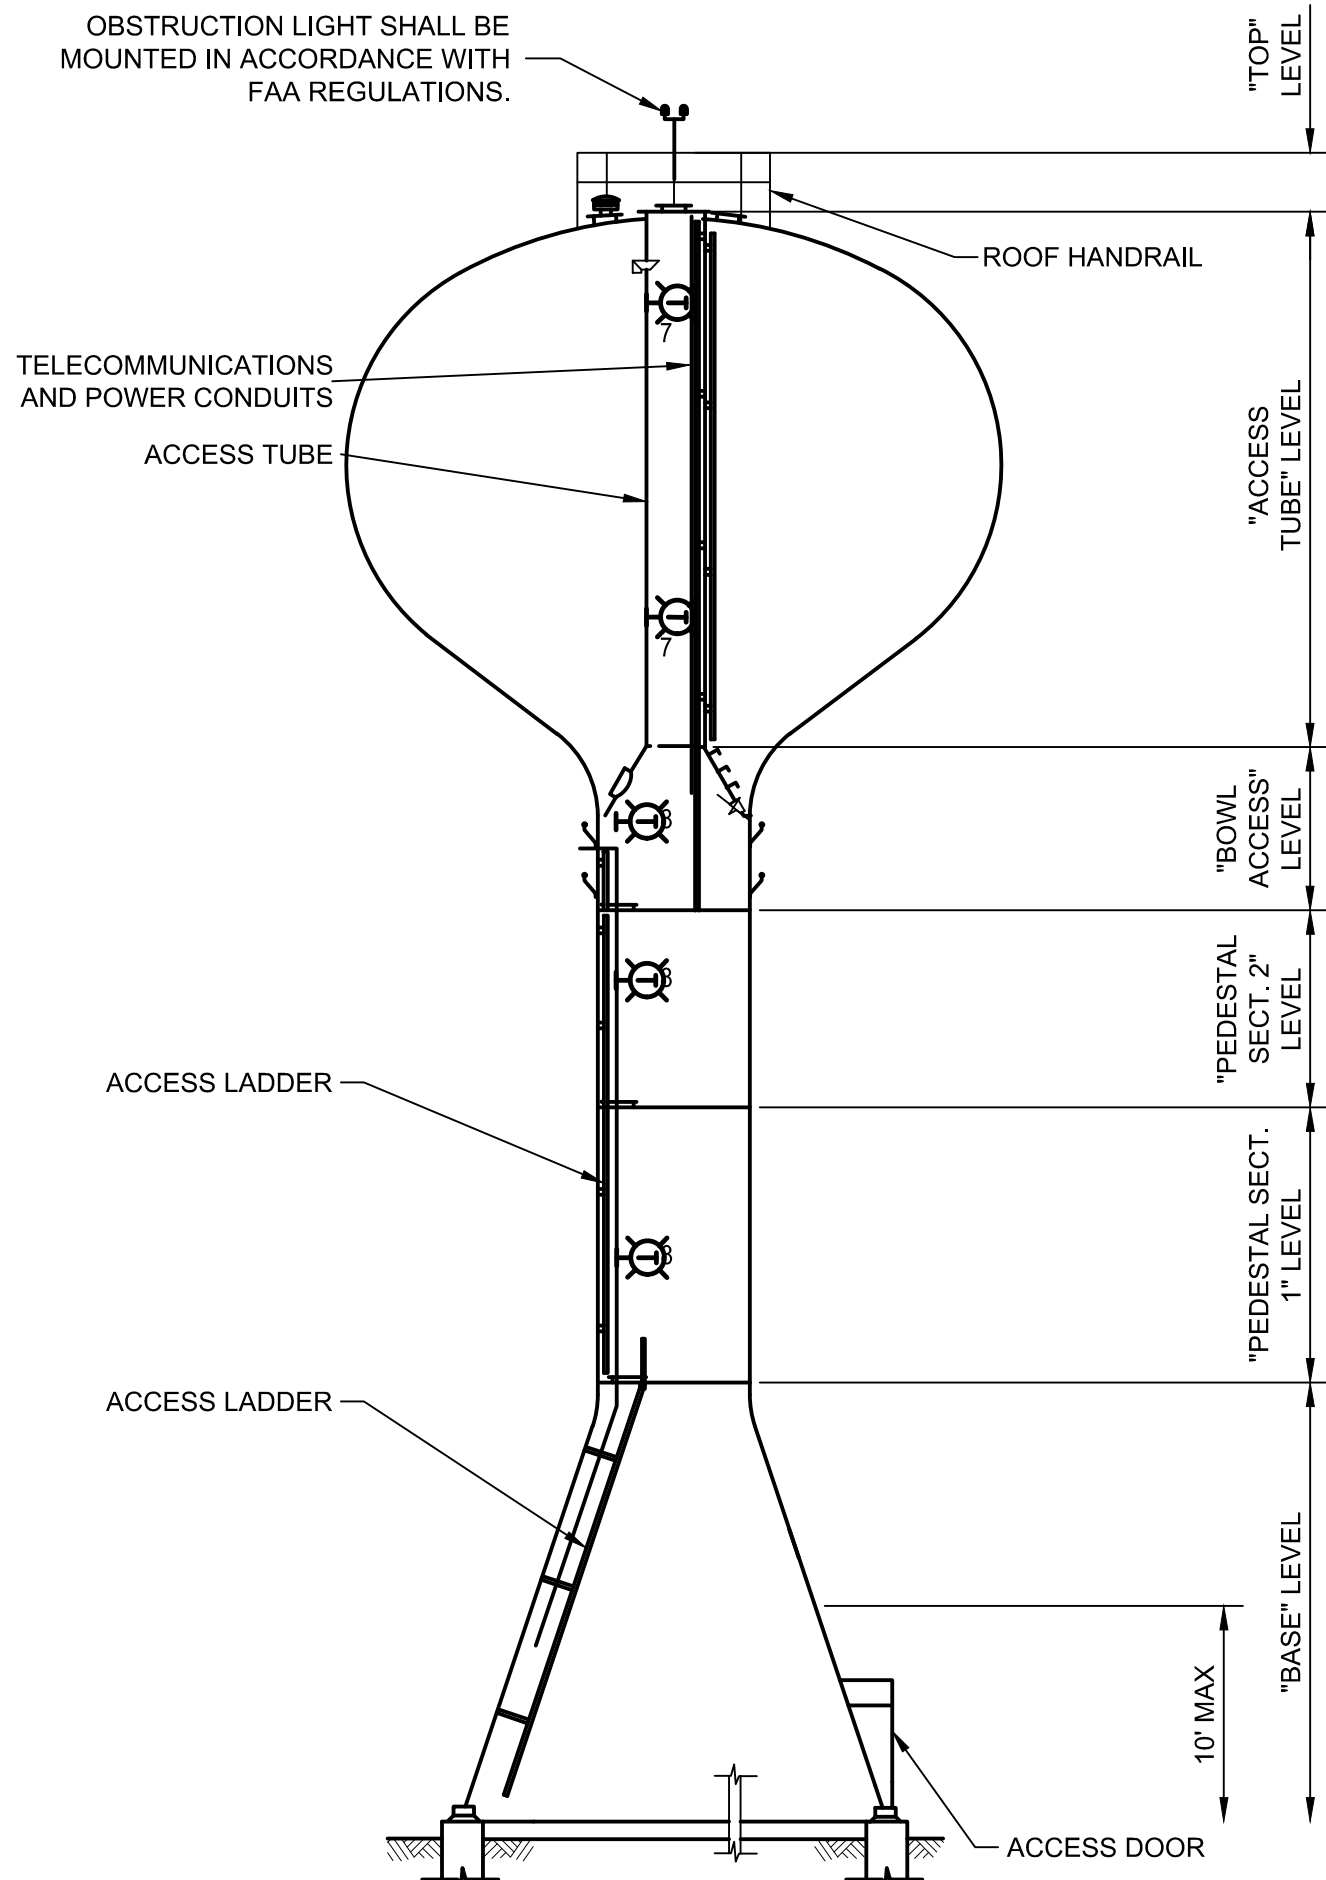 OBSTRUCTION LIGHT SHALL BE
MOUNTED IN ACCORDANCE WITH
FAA REGULATIONS.
"TOP"
LEVEL
ROOF HANDRAIL
7
TELECOMMUNICATIONS
AND POWER CONDUITS
ACCESS TUBE
"ACCESS
TUBE" LEVEL
7
"BOWL
ACCESS"
LEVEL
8
"PEDESTAL
SECT. 2"
LEVEL
8
ACCESS LADDER
"PEDESTAL SECT.
1" LEVEL
8
ACCESS LADDER
"BASE" LEVEL
10' MAX
ACCESS DOOR